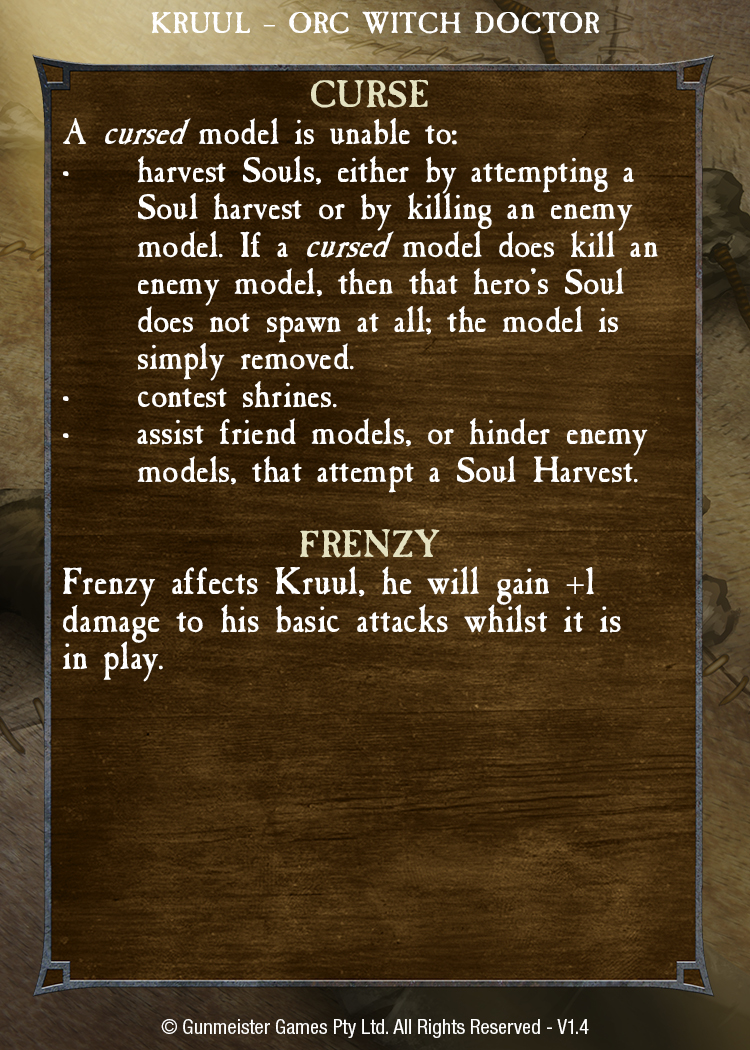 KRUUL - ORC WITCH DOCTOR
CURSE
A cursed model is unable to:
• harvest Souls, either by attempting a
Soul harvest or by killing an enemy
model. If a cursed model does kill an
enemy model, then that hero's Soul
does not spawn at all; the model is
simply removed.
• contest shrines.
• assist friend models, or hinder enemy
models, that attempt a Soul Harvest.
FRENZY
Frenzy affects Kruul, he will gain +1
damage to his basic attacks whilst it is
in play.
© Gunmeister Games Pty Ltd. All Rights Reserved - V1.4